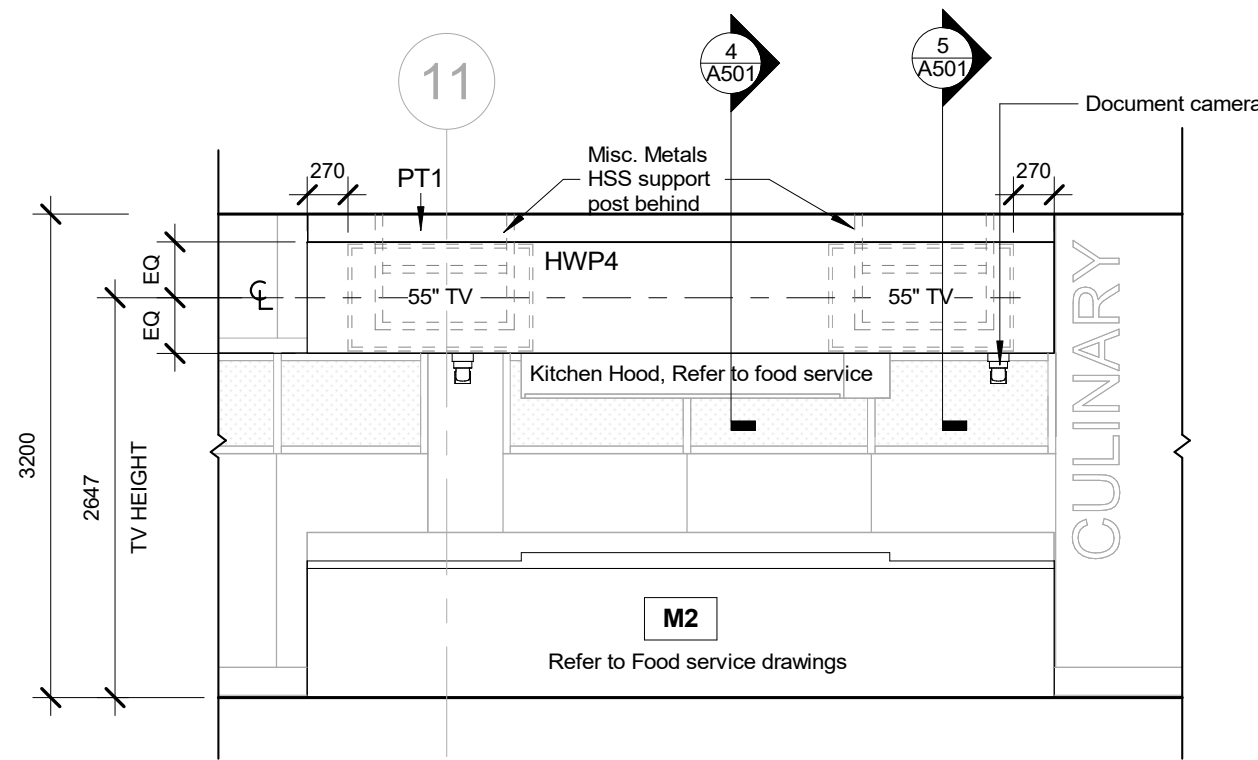 11
4
A501
5
A501
Document camera
Misc. Metals
HSS support
post behind
270
PT1
270
HWP4
EQ
EQ
℄
55" TV
55" TV
Kitchen Hood, Refer to food service
CULINARY
3200
2647
TV HEIGHT
M2
Refer to Food service drawings